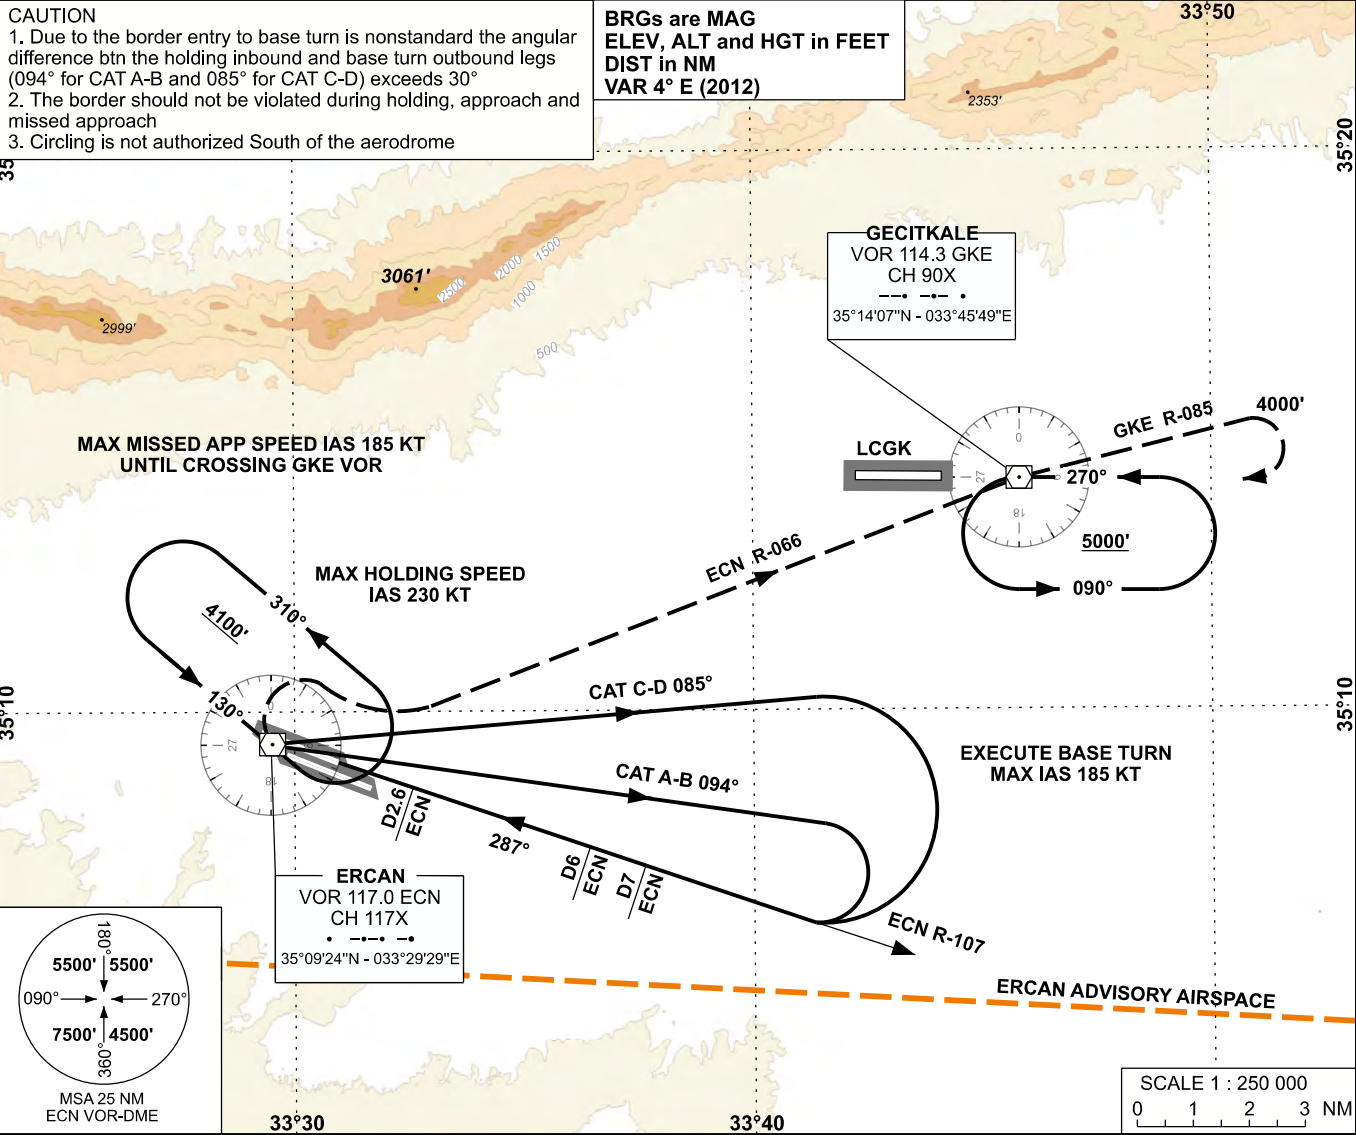 CAUTION
1. Due to the border entry to base turn is nonstandard the angular
difference btn the holding inbound and base turn outbound legs
(094° for CAT A-B and 085° for CAT C-D) exceeds 30°
2. The border should not be violated during holding, approach and
missed approach
3. Circling is not authorized South of the aerodrome
BRGs are MAG
ELEV, ALT and HGT in FEET
DIST in NM
VAR 4° E (2012)
33°50
2353'
35°20
35
GECITKALE
VOR 114.3 GKE
CH 90X
35°14'07"N - 033°45'49"E
3061'
2999'
2500
2000
1500
1000
500
MAX MISSED APP SPEED IAS 185 KT
UNTIL CROSSING GKE VOR
LCGK
GKE R-085
4000'
0
27
18
270°
5000'
090°
ECN R-066
MAX HOLDING SPEED
IAS 230 KT
310°
4100'
130°
35°10
0
27
18
CAT C-D 085°
CAT A-B 094°
EXECUTE BASE TURN
MAX IAS 185 KT
35°10
D2.6
ECN
287°
D6
ECN
D7
ECN
ECN R-107
ERCAN
VOR 117.0 ECN
CH 117X
35°09'24"N - 033°29'29"E
ERCAN ADVISORY AIRSPACE
180°
5500'
5500'
090°
270°
7500'
4500'
360°
MSA 25 NM
ECN VOR-DME
33°30
33°40
SCALE 1 : 250 000
0 1 2 3 NM